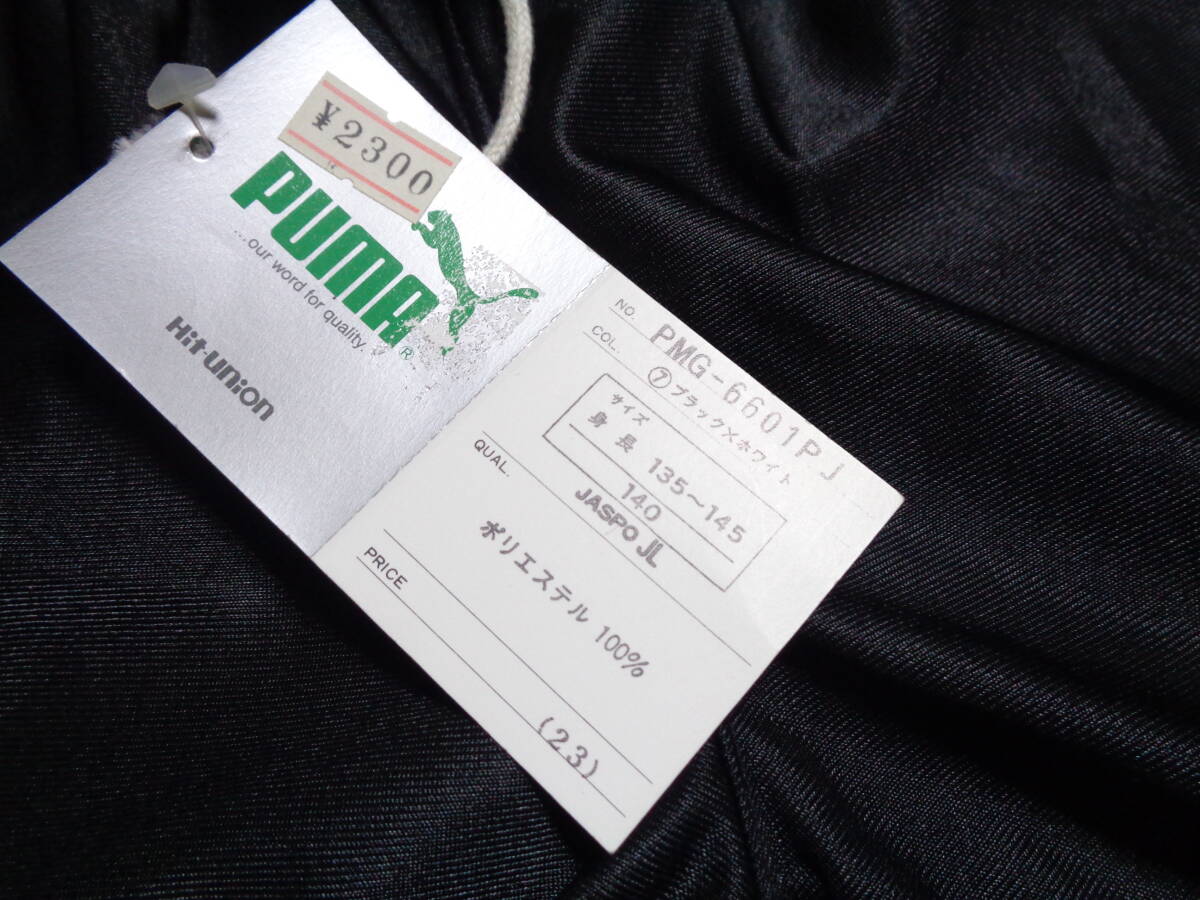 ¥2300
PUMA®
...our word for quality.
Hit-union
NO. PMG-6601PJ
COL. ⑦ブラック×ホワイト
サイズ
身長 135~145
140
JASPO JL
QUAL.
ポリエステル 100%
PRICE
(23)